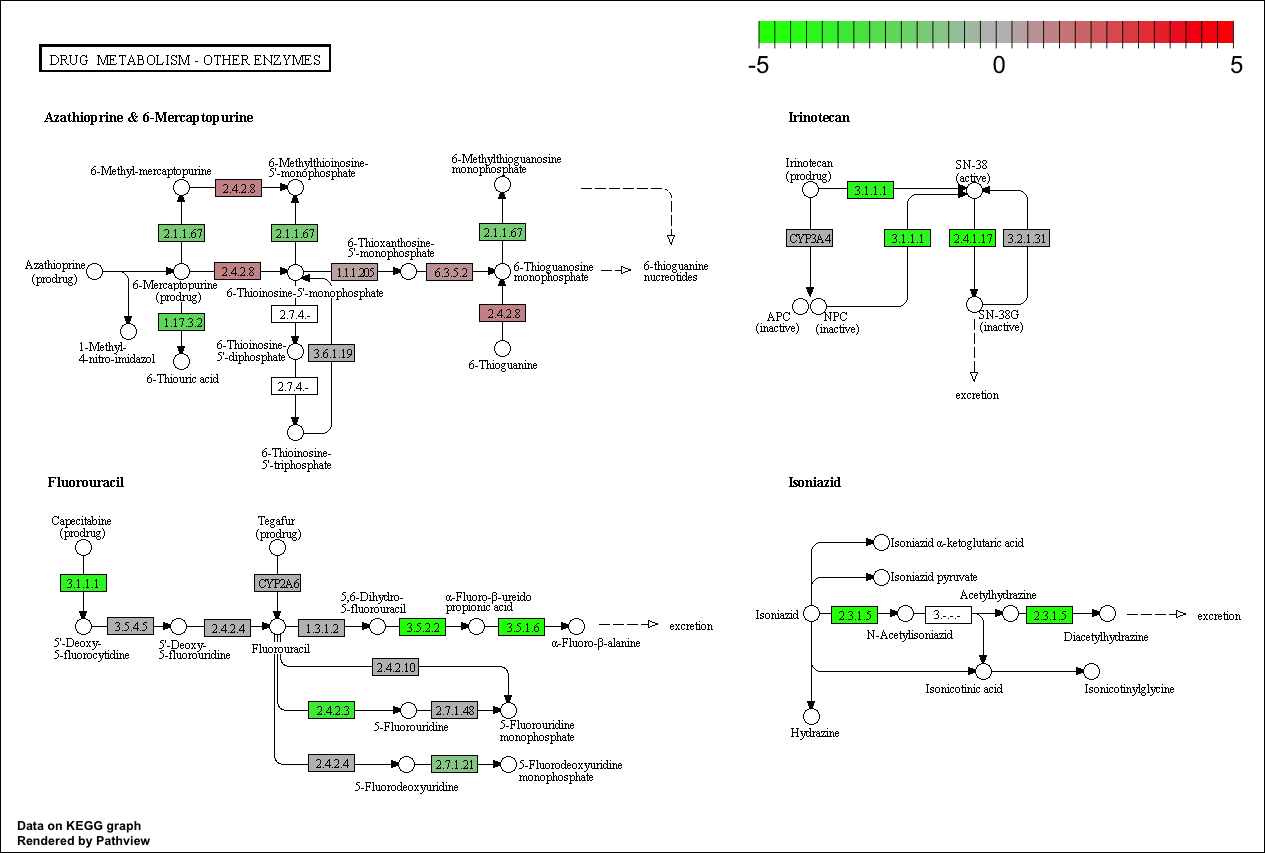 DRUG METABOLISM - OTHER ENZYMES
-5
0
5
Azathioprine & 6-Mercaptopurine
6-Methyl-mercaptopurine
6-Methylthioinosine-
5'-monophosphate
6-Methylthioguanosine
monophosphate
2.4.2.8
2.1.1.67
2.1.1.67
2.1.1.67
6-Thioxanthosine-
5'-monophosphate
Azathioprine
(prodrug)
2.4.2.8
1.1.1.205
6.3.5.2
6-Thioguanosine
monophosphate
6-thioguanine
nucreotides
6-Mercaptopurine
(prodrug)
6-Thioinosine-5'-monophosphate
1.17.3.2
2.7.4.-
2.4.2.8
1-Methyl-
4-nitro-imidazol
6-Thioinosine-
5'-diphosphate
3.6.1.19
6-Thioguanine
6-Thiouric acid
2.7.4.-
6-Thioinosine-
5'-triphosphate
Irinotecan
Irinotecan
(prodrug)
SN-38
(active)
3.1.1.1
CYP3A4
3.1.1.1
2.4.1.17
3.2.1.31
APC
(inactive)
NPC
(inactive)
SN-38G
(inactive)
excretion
Fluorouracil
Capecitabine
(prodrug)
Tegafur
(prodrug)
3.1.1.1
CYP2A6
5,6-Dihydro-
5-fluorouracil
α-Fluoro-β-ureido
propionic acid
3.5.4.5
2.4.2.4
1.3.1.2
3.5.2.2
3.5.1.6
excretion
5'-Deoxy-
5-fluorocytidine
5'-Deoxy-
5-fluorouridine
Fluorouracil
α-Fluoro-β-alanine
2.4.2.10
2.4.2.3
2.7.1.48
5-Fluorouridine
5-Fluorouridine
monophosphate
2.4.2.4
2.7.1.21
5-Fluorodeoxyuridine
5-Fluorodeoxyuridine
monophosphate
Isoniazid
Isoniazid α-ketoglutaric acid
Isoniazid pyruvate
Acetylhydrazine
Isoniazid
2.3.1.5
3.-.-.-
2.3.1.5
excretion
N-Acetylisoniazid
Diacetylhydrazine
Isonicotinic acid
Isonicotinylglycine
Hydrazine
Data on KEGG graph
Rendered by Pathview